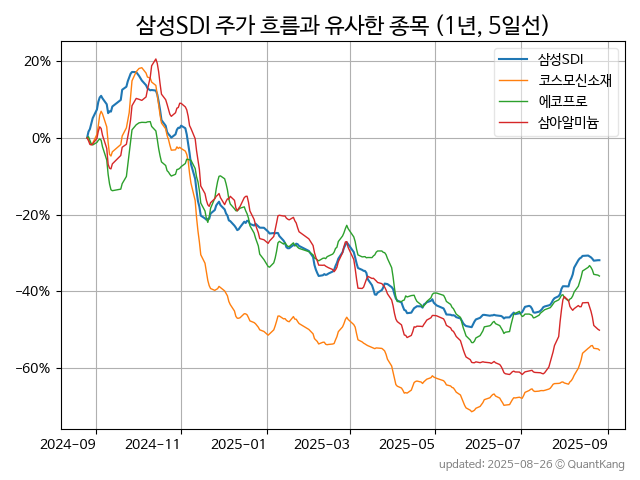 삼성SDI 주가 흐름과 유사한 종목 (1년, 5일선)
삼성SDI
코스모신소재
에코프로
삼아알미늄
20%
0%
−20%
−40%
−60%
2024-09 2024-11 2025-01 2025-03 2025-05 2025-07 2025-09
updated: 2025-08-26 © QuantKang